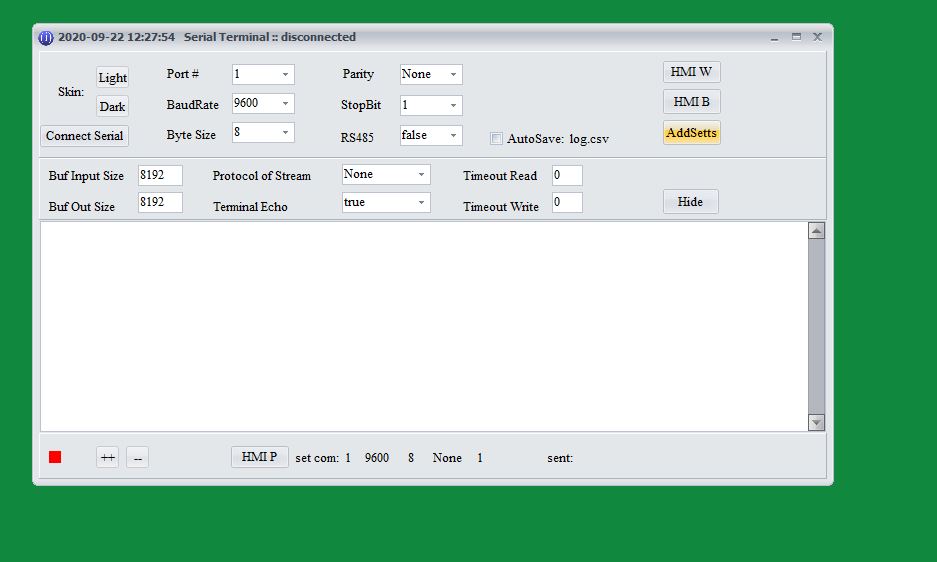 2020-09-22 12:27:54 Serial Terminal :: disconnected
Skin: Light Port # 1 Parity None HMI W
Dark BaudRate 9600 StopBit 1 HMI B
Connect Serial Byte Size 8 RS485 false AutoSave: log.csv AddSetts
Buf Input Size 8192 Protocol of Stream None Timeout Read 0
Buf Out Size 8192 Terminal Echo true Timeout Write 0 Hide
++ -- HMI P set com: 1 9600 8 None 1 sent: